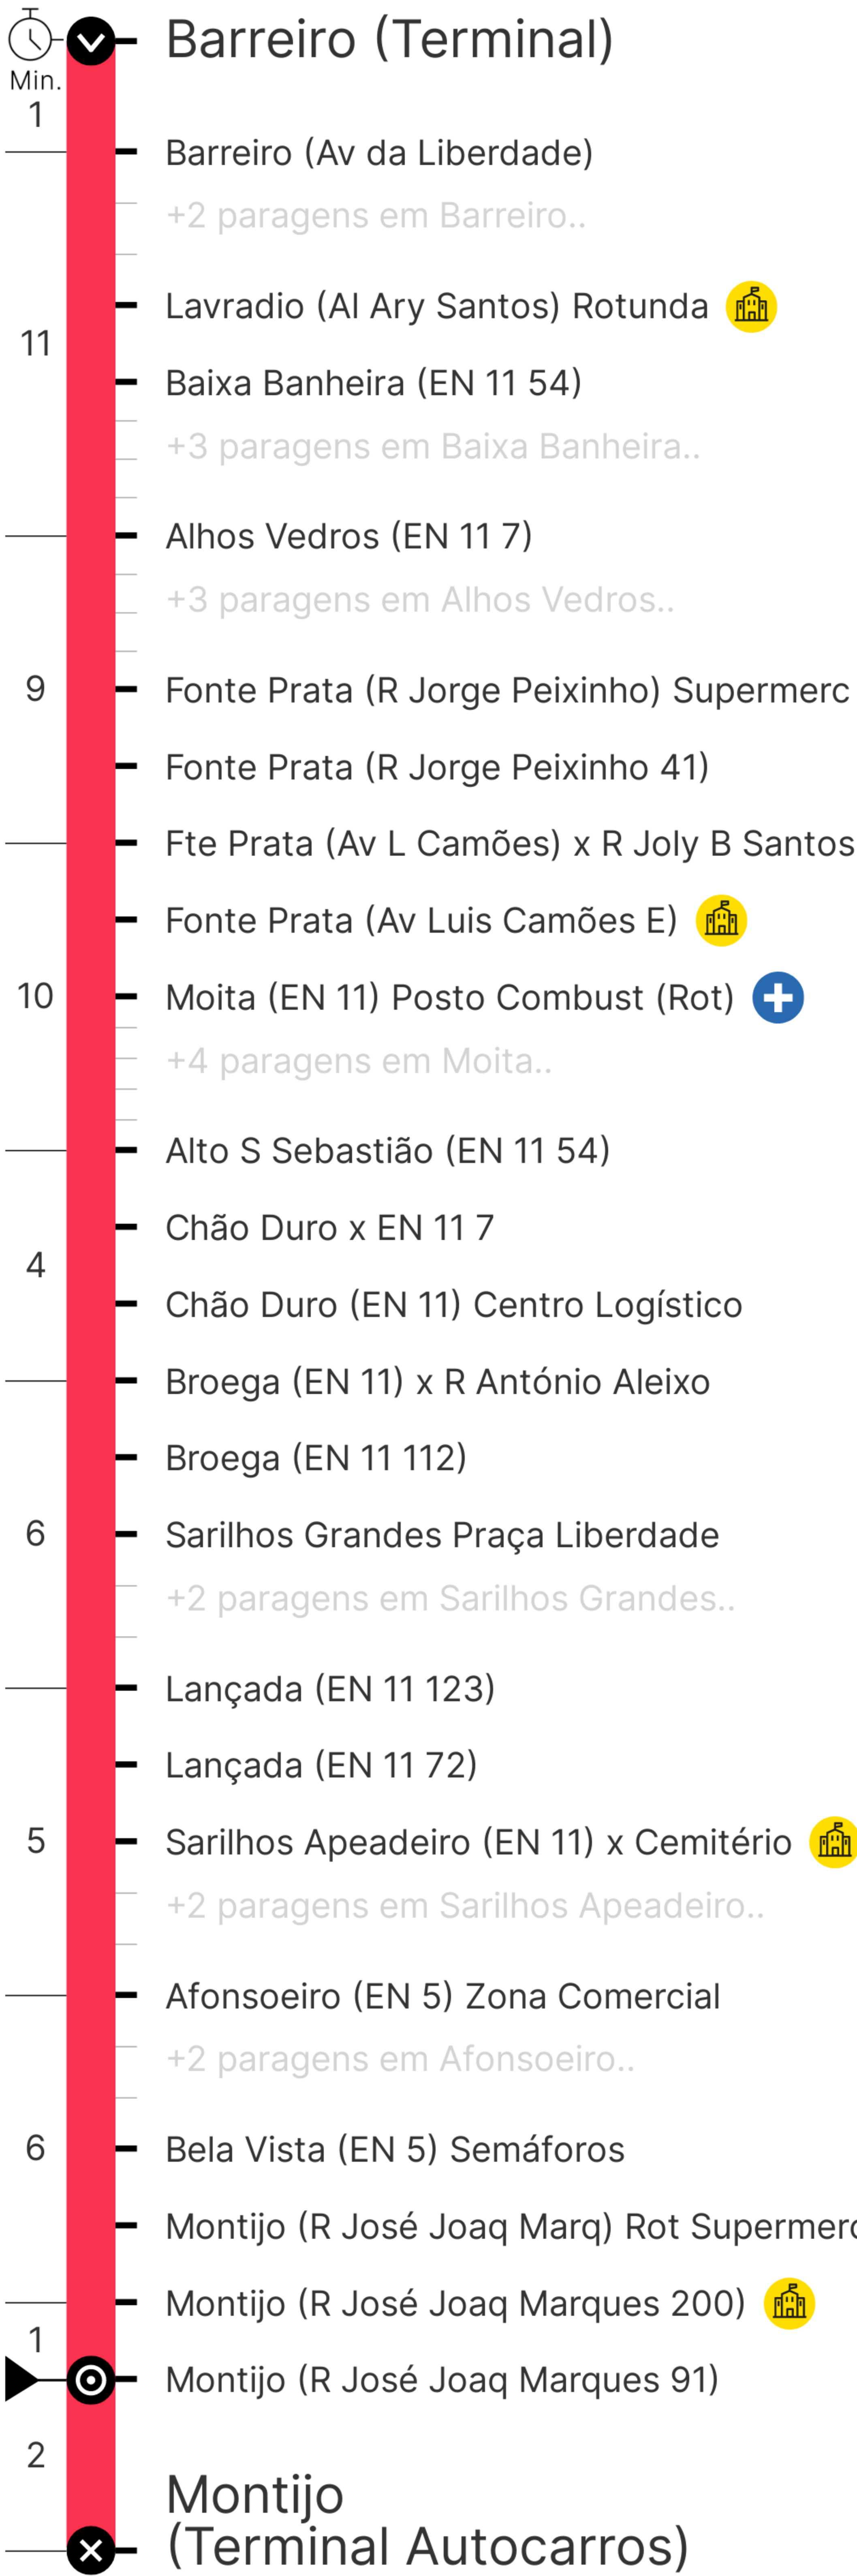 Barreiro (Terminal)
Min.
1
Barreiro (Av da Liberdade)
+2 paragens em Barreiro..
Lavradio (Al Ary Santos) Rotunda
11
Baixa Banheira (EN 11 54)
+3 paragens em Baixa Banheira..
Alhos Vedros (EN 11 7)
+3 paragens em Alhos Vedros..
9
Fonte Prata (R Jorge Peixinho) Supermerc
Fonte Prata (R Jorge Peixinho 41)
Fte Prata (Av L Camões) x R Joly B Santos
Fonte Prata (Av Luis Camões E)
10
Moita (EN 11) Posto Combust (Rot)
+4 paragens em Moita..
Alto S Sebastião (EN 11 54)
Chão Duro x EN 11 7
4
Chão Duro (EN 11) Centro Logístico
Broega (EN 11) x R António Aleixo
Broega (EN 11 112)
6
Sarilhos Grandes Praça Liberdade
+2 paragens em Sarilhos Grandes..
Lançada (EN 11 123)
Lançada (EN 11 72)
5
Sarilhos Apeadeiro (EN 11) x Cemitério
+2 paragens em Sarilhos Apeadeiro..
Afonsoeiro (EN 5) Zona Comercial
+2 paragens em Afonsoeiro..
6
Bela Vista (EN 5) Semáforos
Montijo (R José Joaq Marq) Rot Supermerc
Montijo (R José Joaq Marques 200)
1
Montijo (R José Joaq Marques 91)
2
Montijo
(Terminal Autocarros)